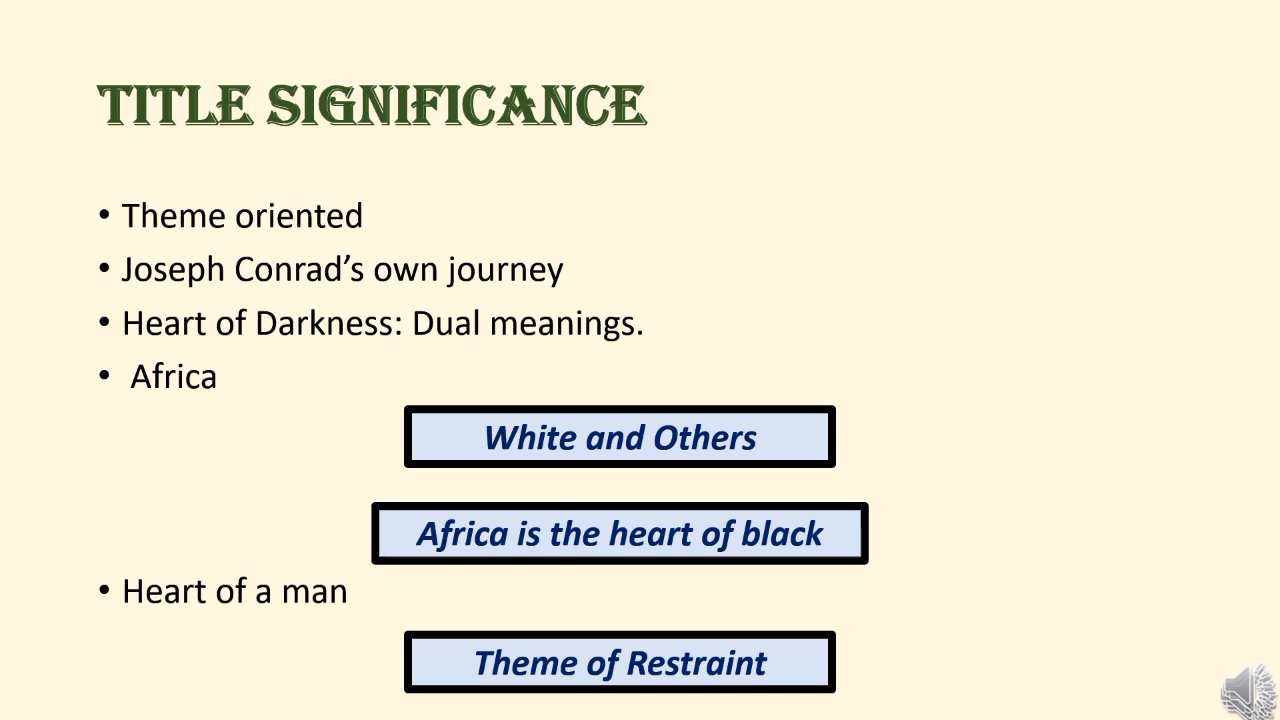 TITLE SIGNIFICANCE
• Theme oriented
• Joseph Conrad’s own journey
• Heart of Darkness: Dual meanings.
• Africa
White and Others
Africa is the heart of black
• Heart of a man
Theme of Restraint